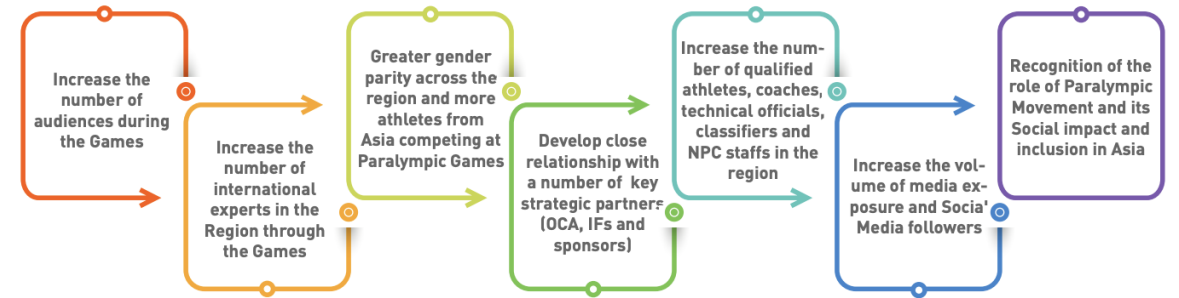 Increase the
number of
audiences during
the Games
Increase the
number of
international
experts in the
Region through
the Games
Greater gender
parity across the
region and more
athletes from
Asia competing at
Paralympic Games
Develop close
relationship with
a number of key
strategic partners
(OCA, IFs and
sponsors)
Increase the num-
ber of qualified
athletes, coaches,
technical officials,
classifiers and
NPC staffs in the
region
Increase the vol-
ume of media ex-
posure and Social
Media followers
Recognition of the
role of Paralympic
Movement and its
Social impact and
inclusion in Asia